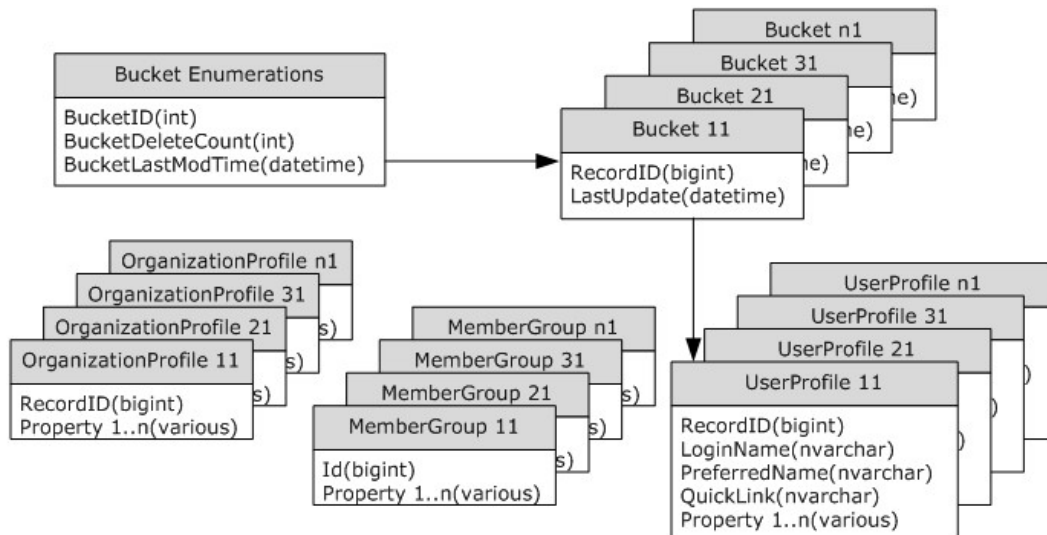 Bucket n1
Bucket 31
Bucket 21
Bucket 11
ne)
ne)
ne)
RecordID(bigint)
LastUpdate(datetime)
Bucket Enumerations
BucketID(int)
BucketDeleteCount(int)
BucketLastModTime(datetime)
OrganizationProfile n1
OrganizationProfile 31
OrganizationProfile 21
OrganizationProfile 11
s)
s)
s)
RecordID(bigint)
Property 1..n(various)
MemberGroup n1
MemberGroup 31
MemberGroup 21
MemberGroup 11
s)
Id(bigint)
Property 1..n(various)
UserProfile n1
UserProfile 31
UserProfile 21
UserProfile 11
)
RecordID(bigint)
LoginName(nvarchar)
PreferredName(nvarchar)
QuickLink(nvarchar)
Property 1..n(various)